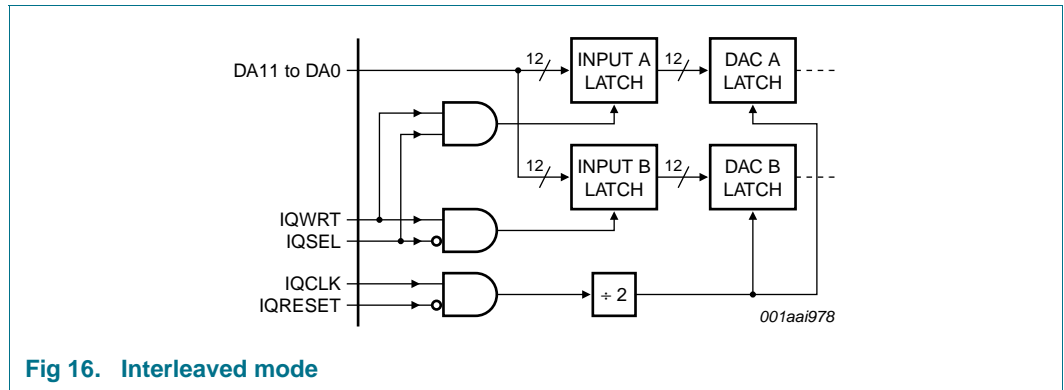 DA11 to DA0
12
INPUT A
LATCH
12
DAC A
LATCH
12
INPUT B
LATCH
12
DAC B
LATCH
IQWRT
IQSEL
IQCLK
IQRESET
÷ 2
001aai978
Fig 16. Interleaved mode